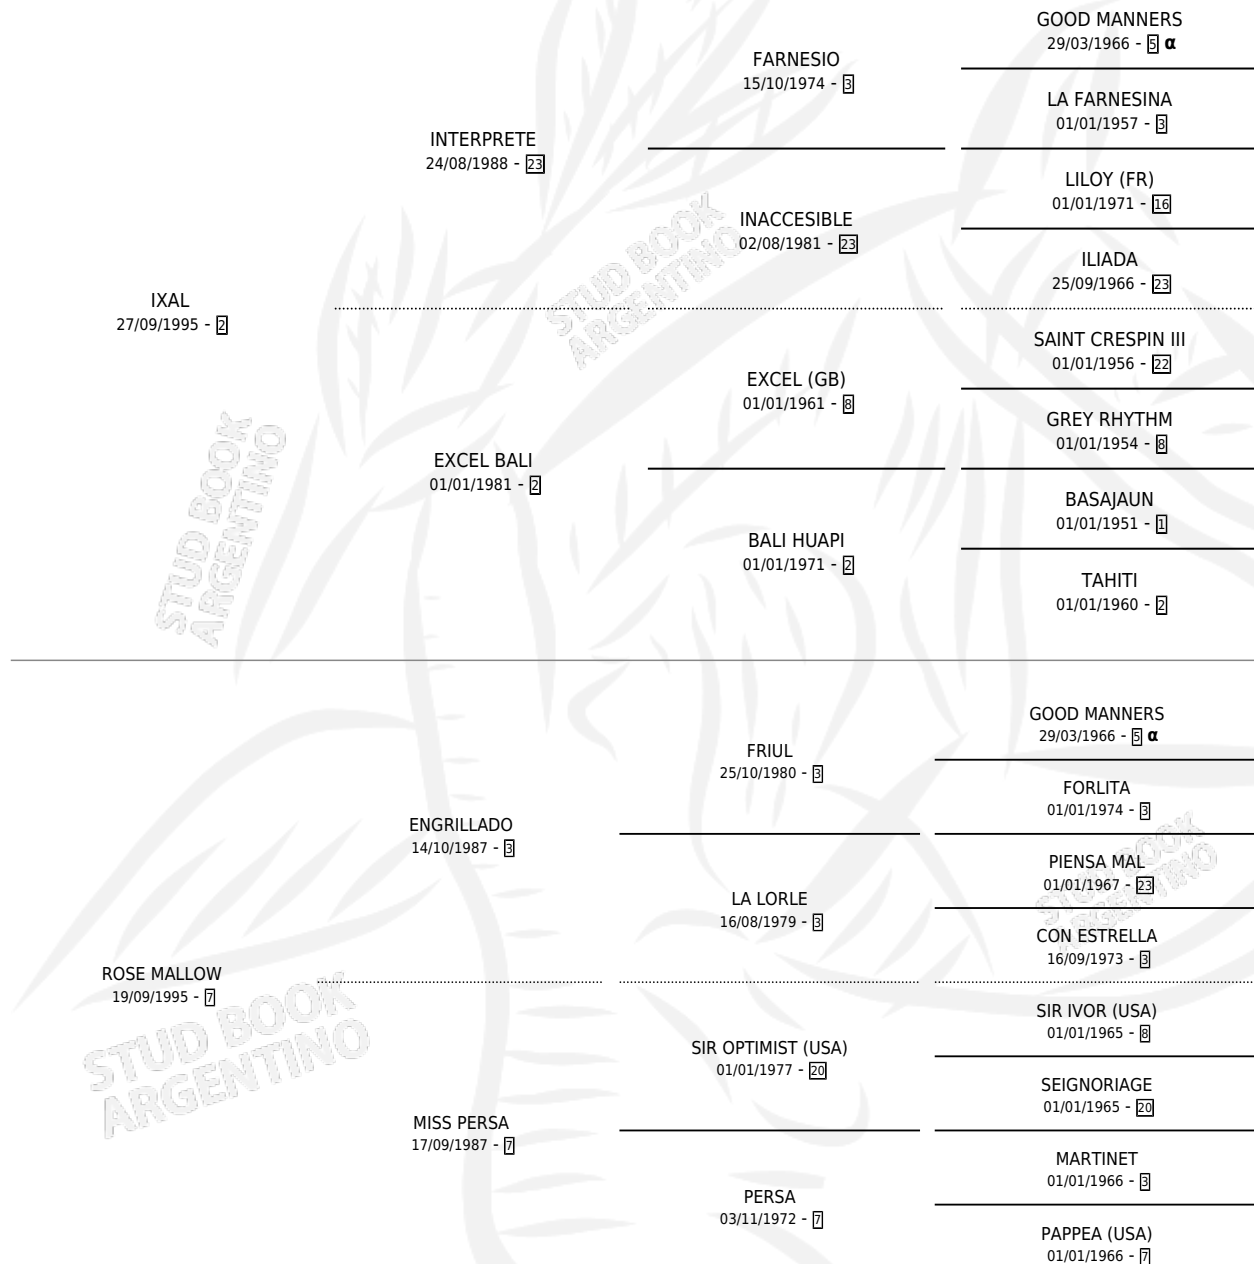 GOOD MANNERS
29/03/1966 - 5 α
FARNESIO
15/10/1974 - 3
LA FARNESINA
01/01/1957 - 3
INTERPRETE
24/08/1988 - 23
LILOY (FR)
01/01/1971 - 16
INACCESIBLE
02/08/1981 - 23
ILIADA
25/09/1966 - 23
IXAL
27/09/1995 - 2
SAINT CRESPIN III
01/01/1956 - 22
EXCEL (GB)
01/01/1961 - 8
GREY RHYTHM
01/01/1954 - 8
EXCEL BALI
01/01/1981 - 2
BASAJAUN
01/01/1951 - 1
BALI HUAPI
01/01/1971 - 2
TAHITI
01/01/1960 - 2
GOOD MANNERS
29/03/1966 - 5 α
FRIUL
25/10/1980 - 3
FORLITA
01/01/1974 - 3
ENGRILLADO
14/10/1987 - 3
PIENSA MAL
01/01/1967 - 23
LA LORLE
16/08/1979 - 3
CON ESTRELLA
16/09/1973 - 3
ROSE MALLOW
19/09/1995 - 7
SIR IVOR (USA)
01/01/1965 - 8
SIR OPTIMIST (USA)
01/01/1977 - 20
SEIGNORIAGE
01/01/1965 - 20
MISS PERSA
17/09/1987 - 7
MARTINET
01/01/1966 - 3
PERSA
03/11/1972 - 7
PAPPEA (USA)
01/01/1966 - 7
STUD BOOK
ARGENTINO
STUD BOOK
ARGENTINO
STUD BOOK
ARGENTINO
STUD BOOK
ARGENTINO